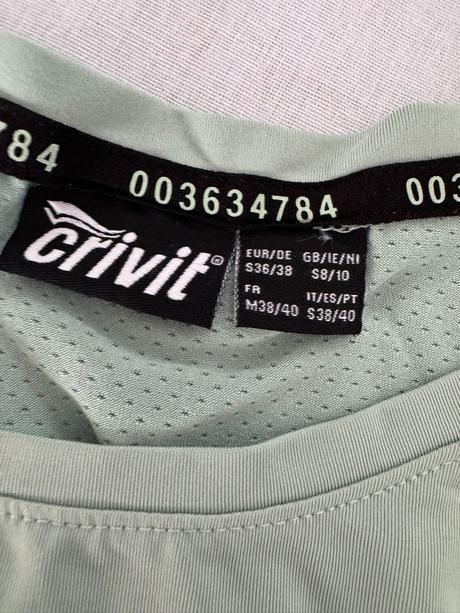 784 003634784 003
crivit®
EUR/DE GB/IE/NI
S36/38 S8/10
FR IT/ES/PT
M38/40 S38/40